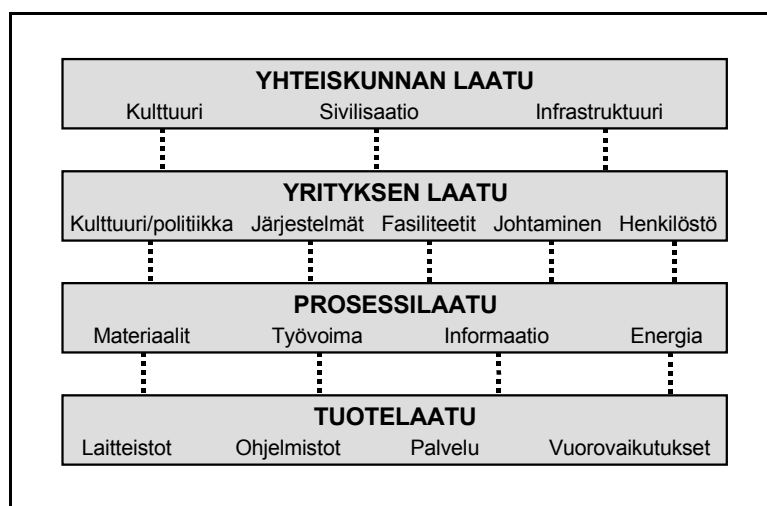 YHTEISKUNNAN LAATU
Kulttuuri Sivilisaatio Infrastruktuuri
YRITYKSEN LAATU
Kulttuuri/politiikka Järjestelmät Fasiliteetit Johtaminen Henkilöstö
PROSESSILAATU
Materiaalit Työvoima Informaatio Energia
TUOTELAATU
Laitteistot Ohjelmistot Palvelu Vuorovaikutukset